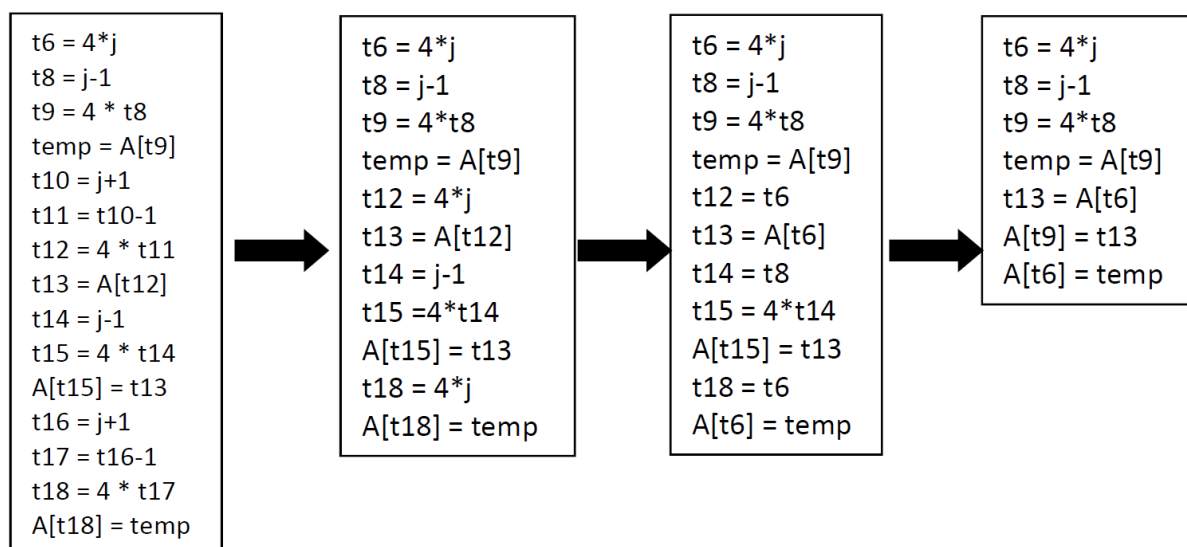 t6 = 4*j
t8 = j-1
t9 = 4 * t8
temp = A[t9]
t10 = j+1
t11 = t10-1
t12 = 4 * t11
t13 = A[t12]
t14 = j-1
t15 = 4 * t14
A[t15] = t13
t16 = j+1
t17 = t16-1
t18 = 4 * t17
A[t18] = temp
t6 = 4*j
t8 = j-1
t9 = 4*t8
temp = A[t9]
t12 = 4*j
t13 = A[t12]
t14 = j-1
t15 =4*t14
A[t15] = t13
t18 = 4*j
A[t18] = temp
t6 = 4*j
t8 = j-1
t9 = 4*t8
temp = A[t9]
t12 = t6
t13 = A[t6]
t14 = t8
t15 = 4*t14
A[t15] = t13
t18 = t6
A[t6] = temp
t6 = 4*j
t8 = j-1
t9 = 4*t8
temp = A[t9]
t13 = A[t6]
A[t9] = t13
A[t6] = temp